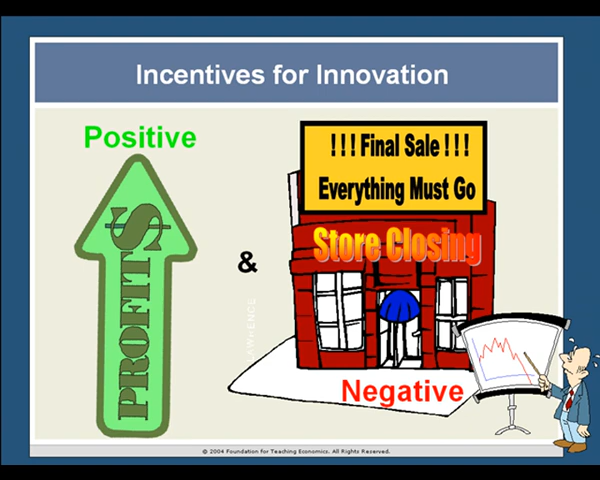 Incentives for Innovation
Positive
PROFIT$
&
!!! Final Sale !!!
Everything Must Go
Store Closing
Negative
© 2004 Foundation for Teaching Economics. All Rights Reserved.